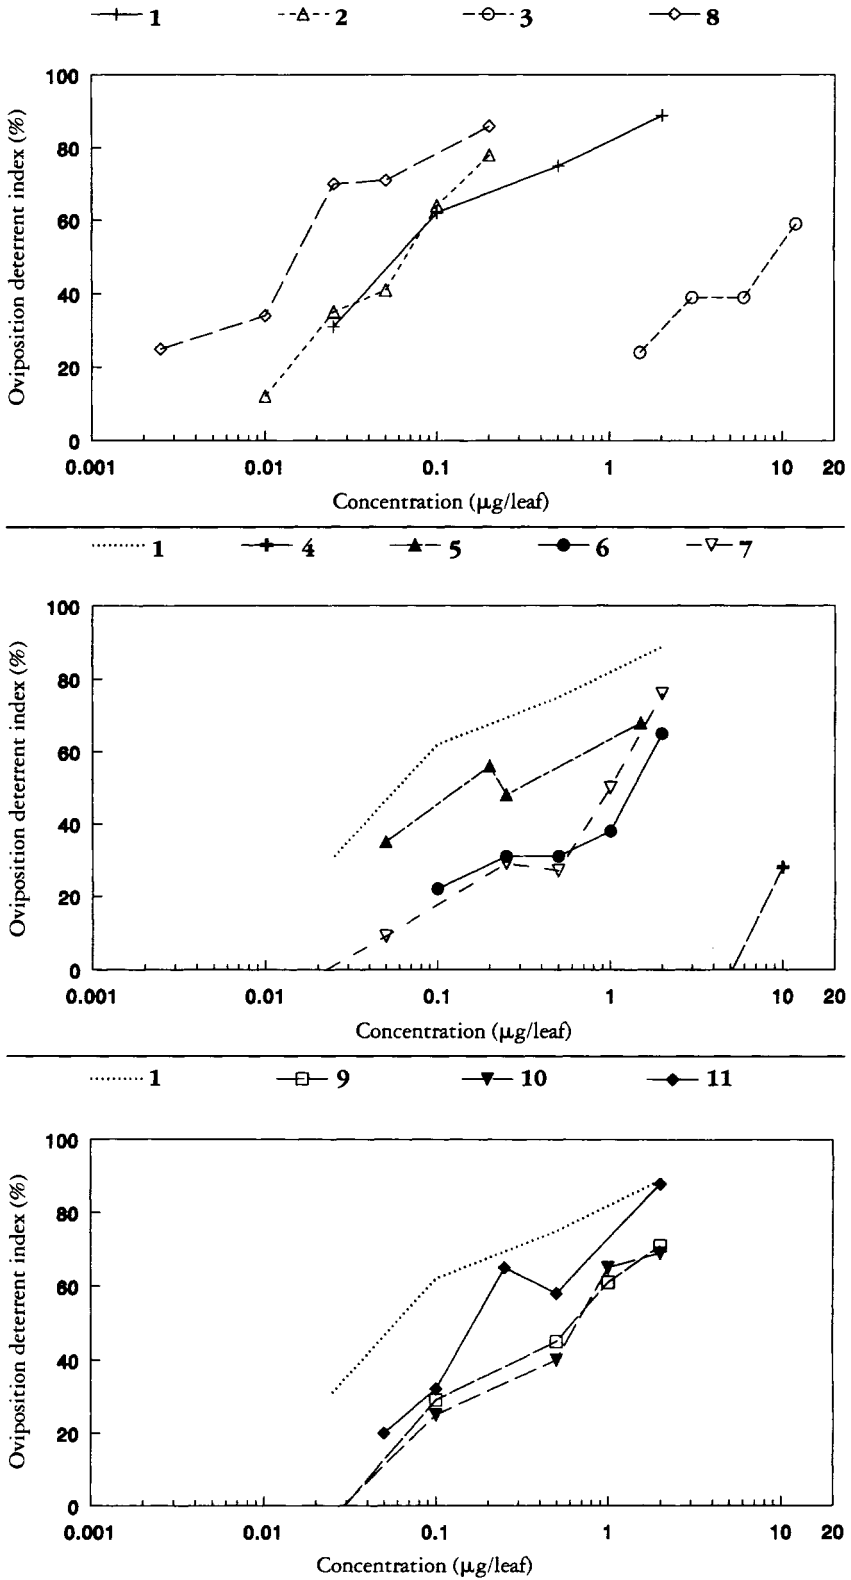 1 2 3 8
Oviposition deterrent index (%)
100
80
60
40
20
0
0.001 0.01 0.1 1 10 20
Concentration (μg/leaf)
1 4 5 6 7
Oviposition deterrent index (%)
100
80
60
40
20
0
0.001 0.01 0.1 1 10 20
Concentration (μg/leaf)
1 9 10 11
Oviposition deterrent index (%)
100
80
60
40
20
0
0.001 0.01 0.1 1 10 20
Concentration (μg/leaf)